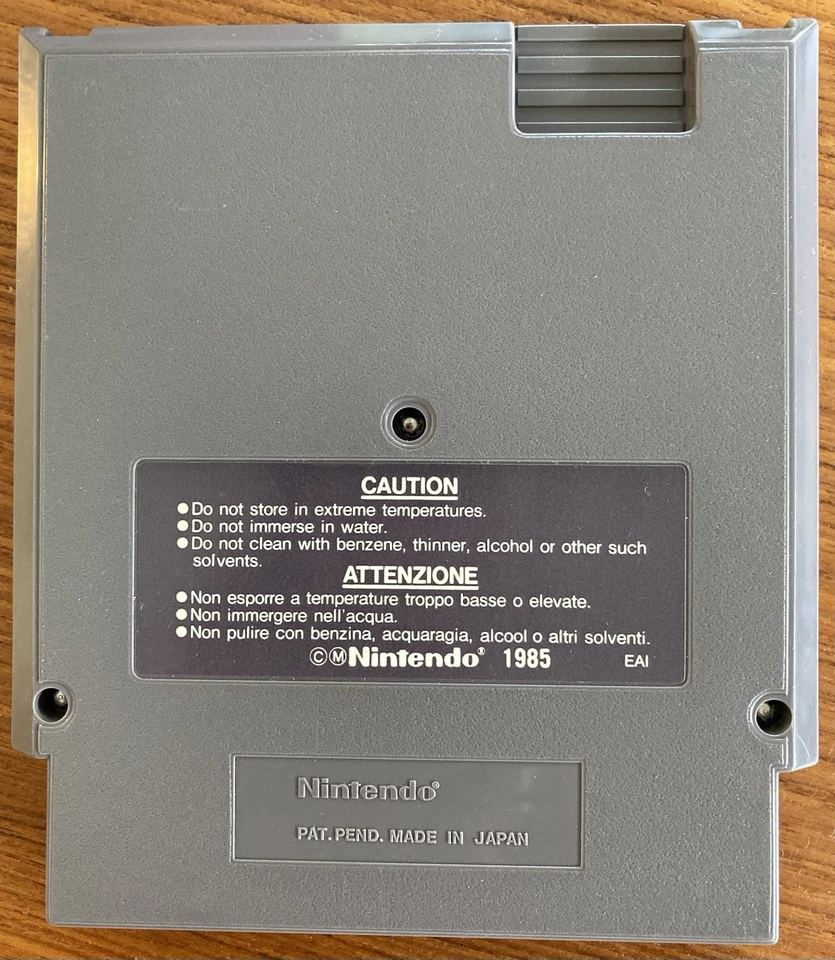 CAUTION
●Do not store in extreme temperatures.
●Do not immerse in water.
●Do not clean with benzene, thinner, alcohol or other such
solvents.
ATTENZIONE
●Non esporre a temperature troppo basse o elevate.
●Non immergere nell'acqua.
●Non pulire con benzina, acquaragia, alcool o altri solventi.
©ⓂNintendo® 1985 EAI
Nintendo®
PAT. PEND. MADE IN JAPAN